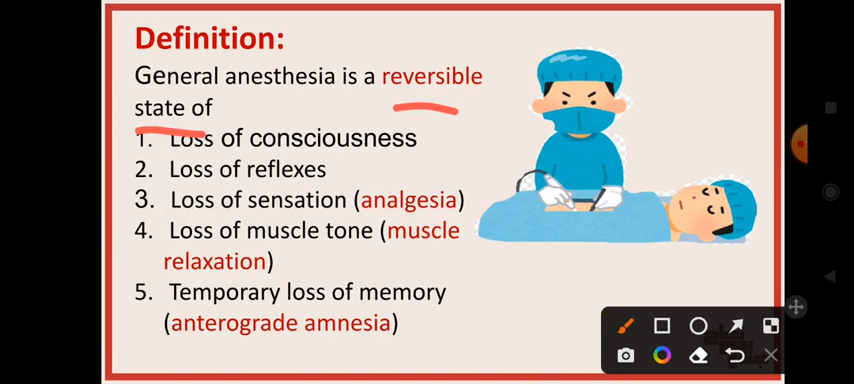 Definition:
General anesthesia is a reversible
state of
1. Loss of consciousness
2. Loss of reflexes
3. Loss of sensation (analgesia)
4. Loss of muscle tone (muscle
relaxation)
5. Temporary loss of memory
(anterograde amnesia)